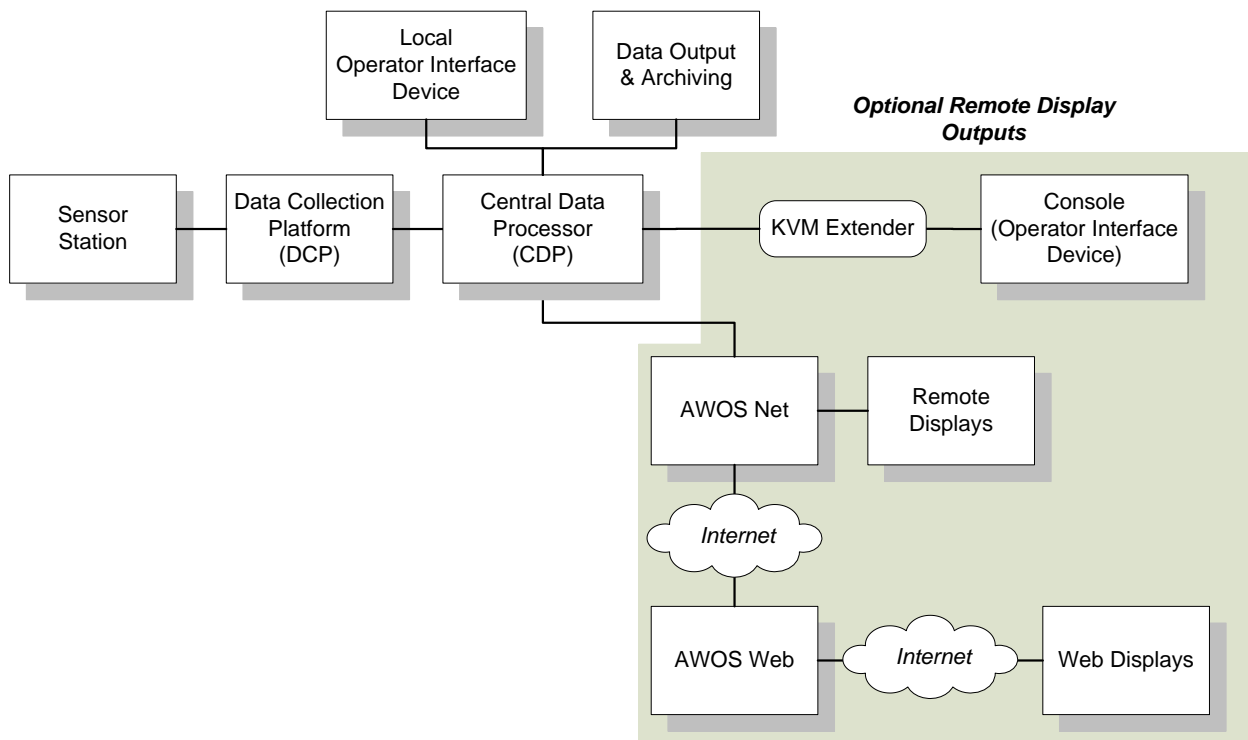 Local
Operator Interface
Device
Data Output
& Archiving
Optional Remote Display
Outputs
Sensor
Station
Data Collection
Platform
(DCP)
Central Data
Processor
(CDP)
KVM Extender
Console
(Operator Interface
Device)
AWOS Net
Remote
Displays
Internet
AWOS Web
Internet
Web Displays